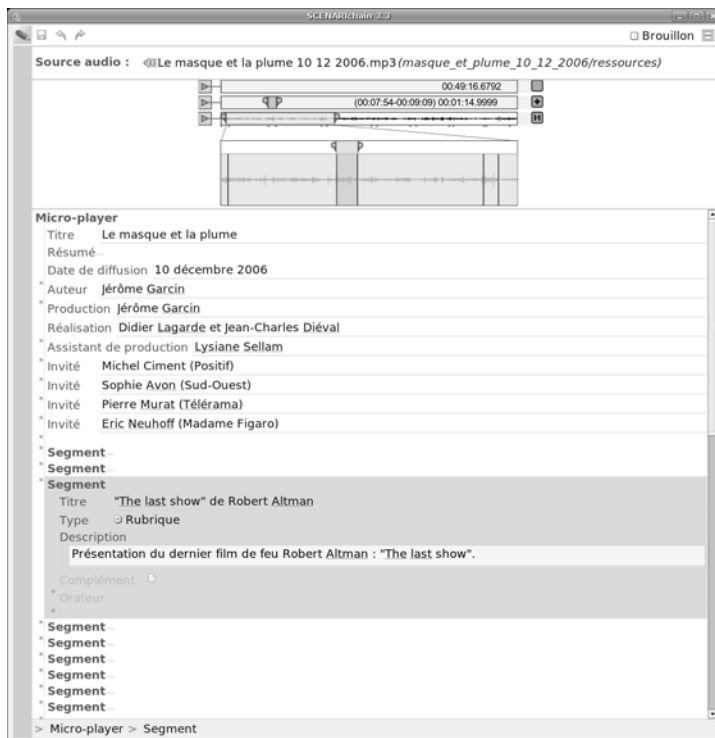 SCENARIchain 3.3
Brouillon
Source audio : Le masque et la plume 10 12 2006.mp3(masque_et_plume_10_12_2006/ressources)
00:49:16.6792
(00:07:54-00:09:09) 00:01:14.9999
Micro-player
Titre Le masque et la plume
Résumé
Date de diffusion 10 décembre 2006
Auteur Jérôme Garcin
Production Jérôme Garcin
Réalisation Didier Lagarde et Jean-Charles Diéval
Assistant de production Lysiane Sellam
Invité Michel Ciment (Positif)
Invité Sophie Avon (Sud-Ouest)
Invité Pierre Murat (Télérama)
Invité Eric Neuhoff (Madame Figaro)
Segment
Segment
Segment
Titre "The last show" de Robert Altman
Type Rubrique
Description
Présentation du dernier film de feu Robert Altman : "The last show".
Complément
Orateur
Segment
Segment
Segment
Segment
Segment
Segment
> Micro-player > Segment